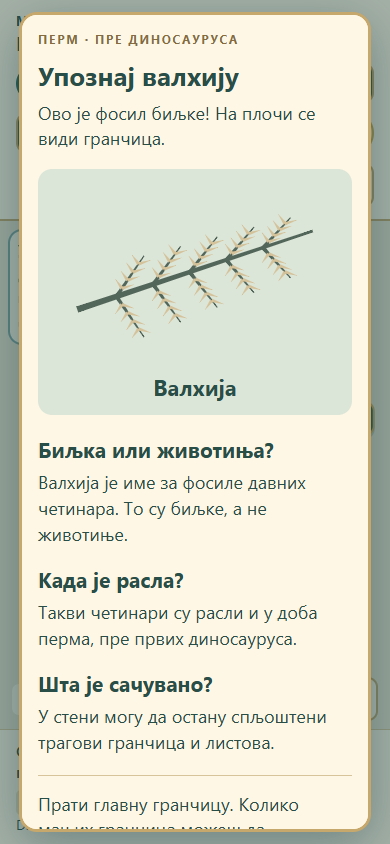 ПЕРМ · ПРЕ ДИНОСАУРУСА
Упознај валхију
Ово је фосил биљке! На плочи се
види гранчица.
Валхија
Биљка или животиња?
Валхија је име за фосиле давних
четинара. То су биљке, а не
животиње.
Када је расла?
Такви четинари су расли и у доба
перма, пре првих диносауруса.
Шта је сачувано?
У стени могу да остану спљоштени
трагови гранчица и листова.
Прати главну гранчицу. Колико
можеш да